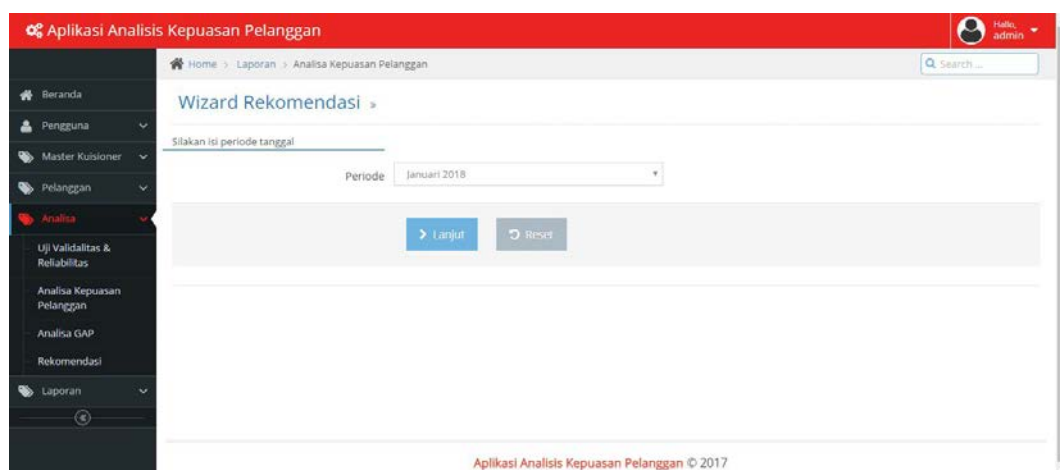 Aplikasi Analisis Kepuasan Pelanggan
Hallo,
admin
Home > Laporan > Analisa Kepuasan Pelanggan
Search ...
Beranda
Pengguna
Master Kuisioner
Pelanggan
Analisa
Uji Validalitas &
Reliabilitas
Analisa Kepuasan
Pelanggan
Analisa GAP
Rekomendasi
Laporan
Wizard Rekomendasi »
Silakan isi periode tanggal
Periode
Januari 2018
Lanjut
Reset
Aplikasi Analisis Kepuasan Pelanggan © 2017